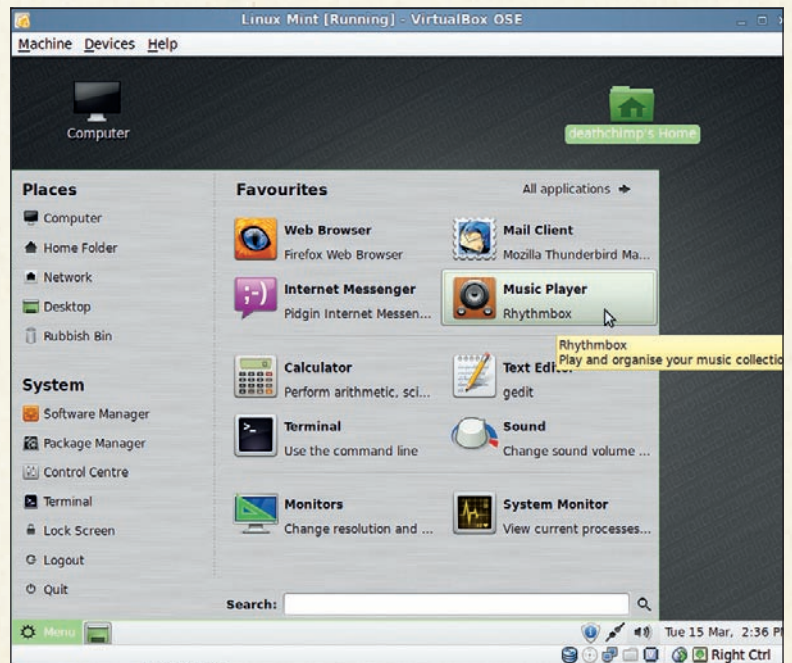 Linux Mint [Running] - VirtualBox OSE
Machine Devices Help
Computer
deathchimp's Home
Places
Computer
Home Folder
Network
Desktop
Rubbish Bin
System
Software Manager
Package Manager
Control Centre
Terminal
Lock Screen
Logout
Quit
Favourites
All applications
Web Browser
Firefox Web Browser
Mail Client
Mozilla Thunderbird Ma...
Internet Messenger
Pidgin Internet Messen...
Music Player
Rhythmbox
Rhythmbox
Play and organise your music collectio
Calculator
Perform arithmetic, sci...
Text Edi
gedit
Terminal
Use the command line
Sound
Change sound volume ...
Monitors
Change resolution and ...
System Monitor
View current processes...
Search:
Menu
Tue 15 Mar, 2:36 P
Right Ctrl